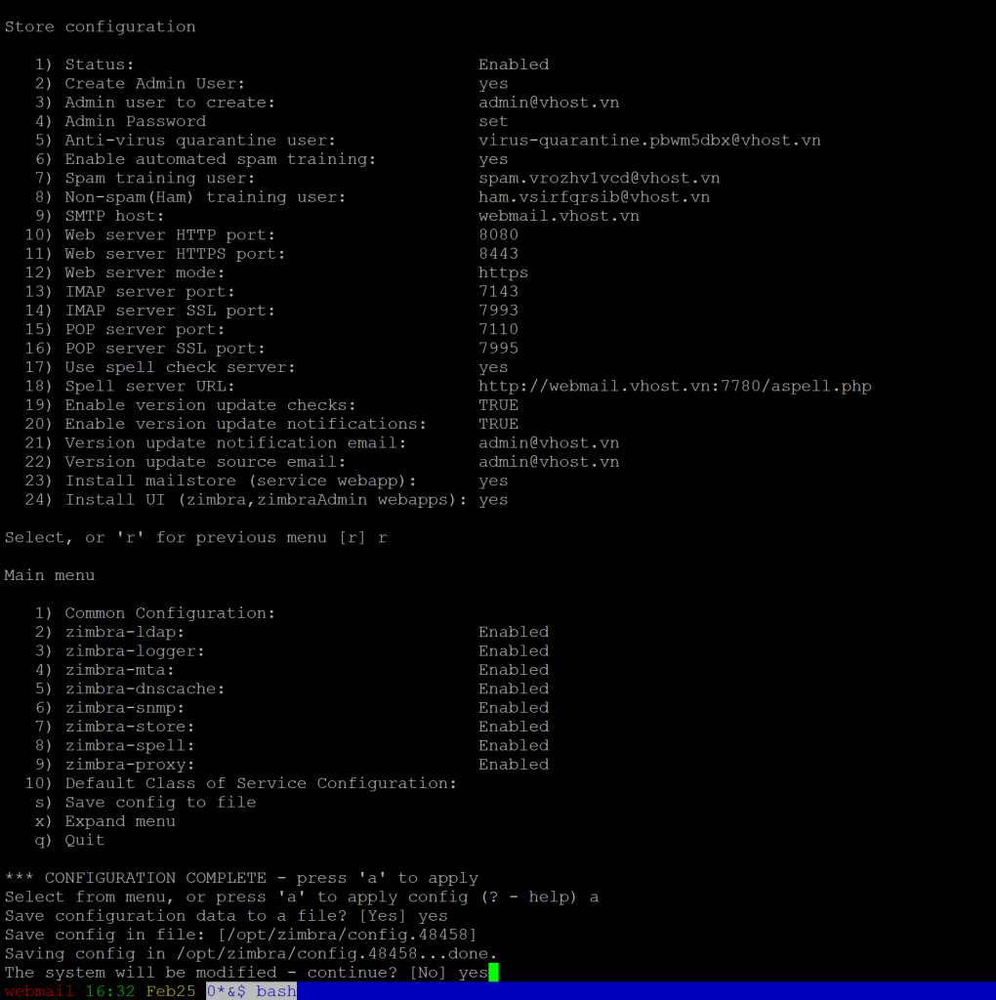 Store configuration
1) Status: Enabled
2) Create Admin User: yes
3) Admin user to create: admin@vhost.vn
4) Admin Password set
5) Anti-virus quarantine user: virus-quarantine.pbwm5dbx@vhost.vn
6) Enable automated spam training: yes
7) Spam training user: spam.vrozhv1vcd@vhost.vn
8) Non-spam(Ham) training user: ham.vsirfqrsib@vhost.vn
9) SMTP host: webmail.vhost.vn
10) Web server HTTP port: 8080
11) Web server HTTPS port: 8443
12) Web server mode: https
13) IMAP server port: 7143
14) IMAP server SSL port: 7993
15) POP server port: 7110
16) POP server SSL port: 7995
17) Use spell check server: yes
18) Spell server URL: http://webmail.vhost.vn:7780/aspell.php
19) Enable version update checks: TRUE
20) Enable version update notifications: TRUE
21) Version update notification email: admin@vhost.vn
22) Version update source email: admin@vhost.vn
23) Install mailstore (service webapp): yes
24) Install UI (zimbra,zimbraAdmin webapps): yes
Select, or 'r' for previous menu [r] r
Main menu
1) Common Configuration:
2) zimbra-ldap: Enabled
3) zimbra-logger: Enabled
4) zimbra-mta: Enabled
5) zimbra-dnscache: Enabled
6) zimbra-snmp: Enabled
7) zimbra-store: Enabled
8) zimbra-spell: Enabled
9) zimbra-proxy: Enabled
10) Default Class of Service Configuration:
s) Save config to file
x) Expand menu
q) Quit
*** CONFIGURATION COMPLETE - press 'a' to apply
Select from menu, or press 'a' to apply config (? - help) a
Save configuration data to a file? [Yes] yes
Save config in file: [/opt/zimbra/config.48458]
Saving config in /opt/zimbra/config.48458...done.
The system will be modified - continue? [No] yes
webmail 16:32 Feb25 0*&$ bash